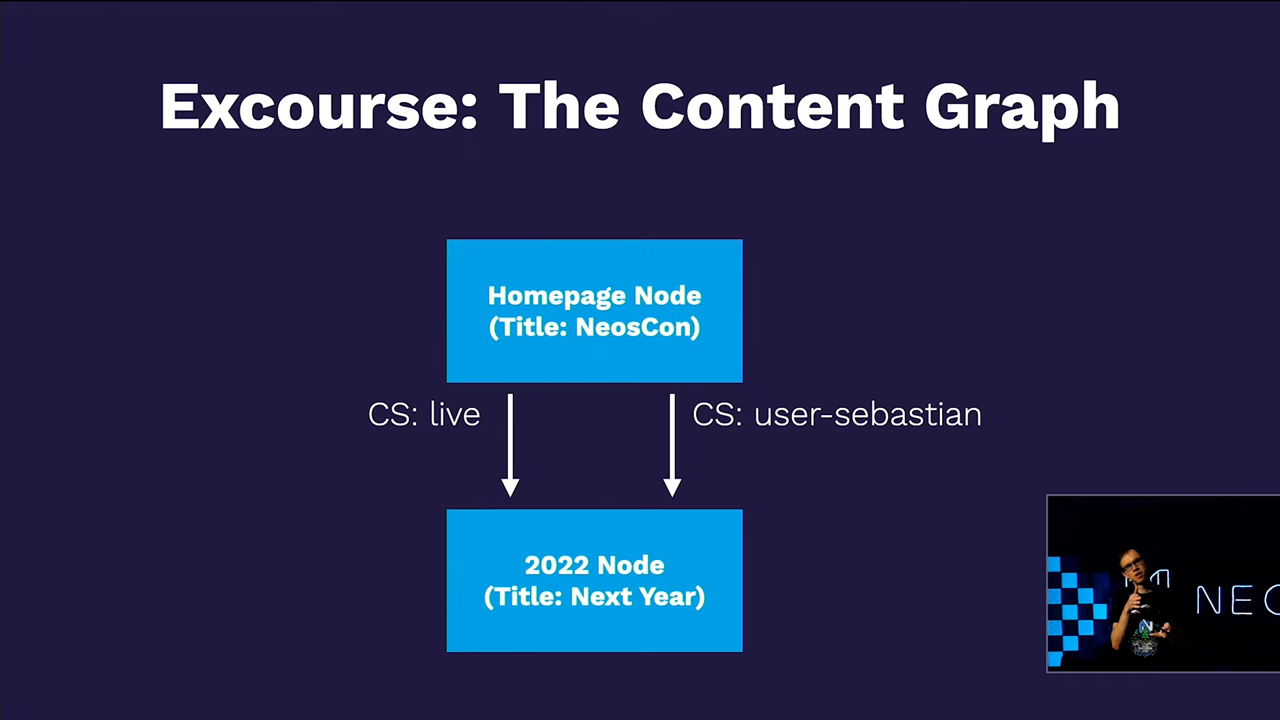 Excourse: The Content Graph
Homepage Node
(Title: NeosCon)
CS: live
CS: user-sebastian
2022 Node
(Title: Next Year)
NEO